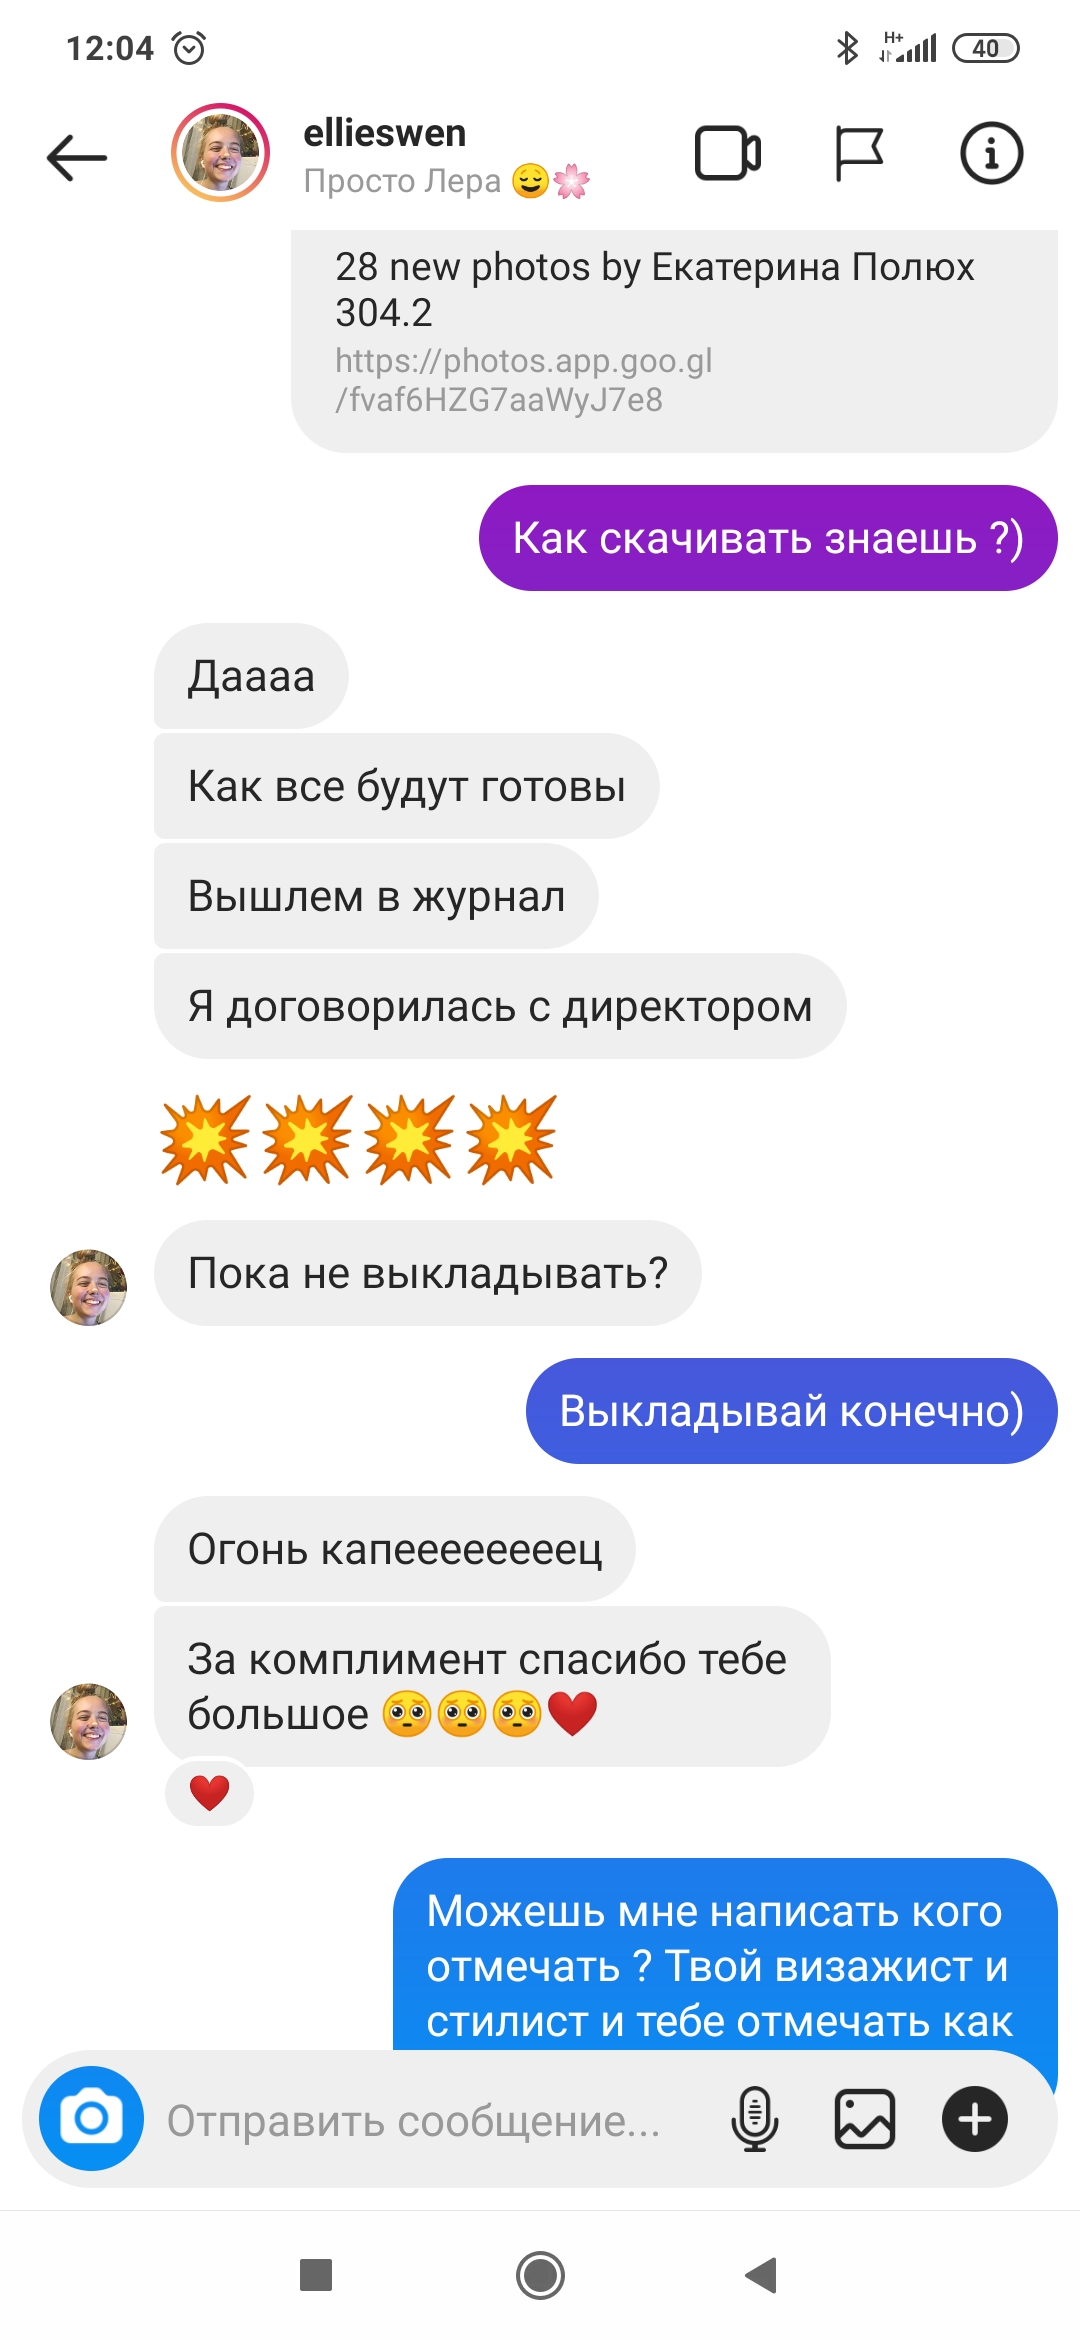 12:04
H+
40
ellieswen
Просто Лера 😌🌸
28 new photos by Екатерина Полюх
304.2
https://photos.app.goo.gl
/fvaf6HZG7aaWyJ7e8
Как скачивать знаешь ?)
Даааа
Как все будут готовы
Вышлем в журнал
Я договорилась с директором
💥💥💥💥
Пока не выкладывать?
Выкладывай конечно)
Огонь капеееееееец
За комплимент спасибо тебе
большое 🥺🥺🥺❤️
❤️
Можешь мне написать кого
отмечать ? Твой визажист и
стилист и тебе отмечать как
Отправить сообщение...